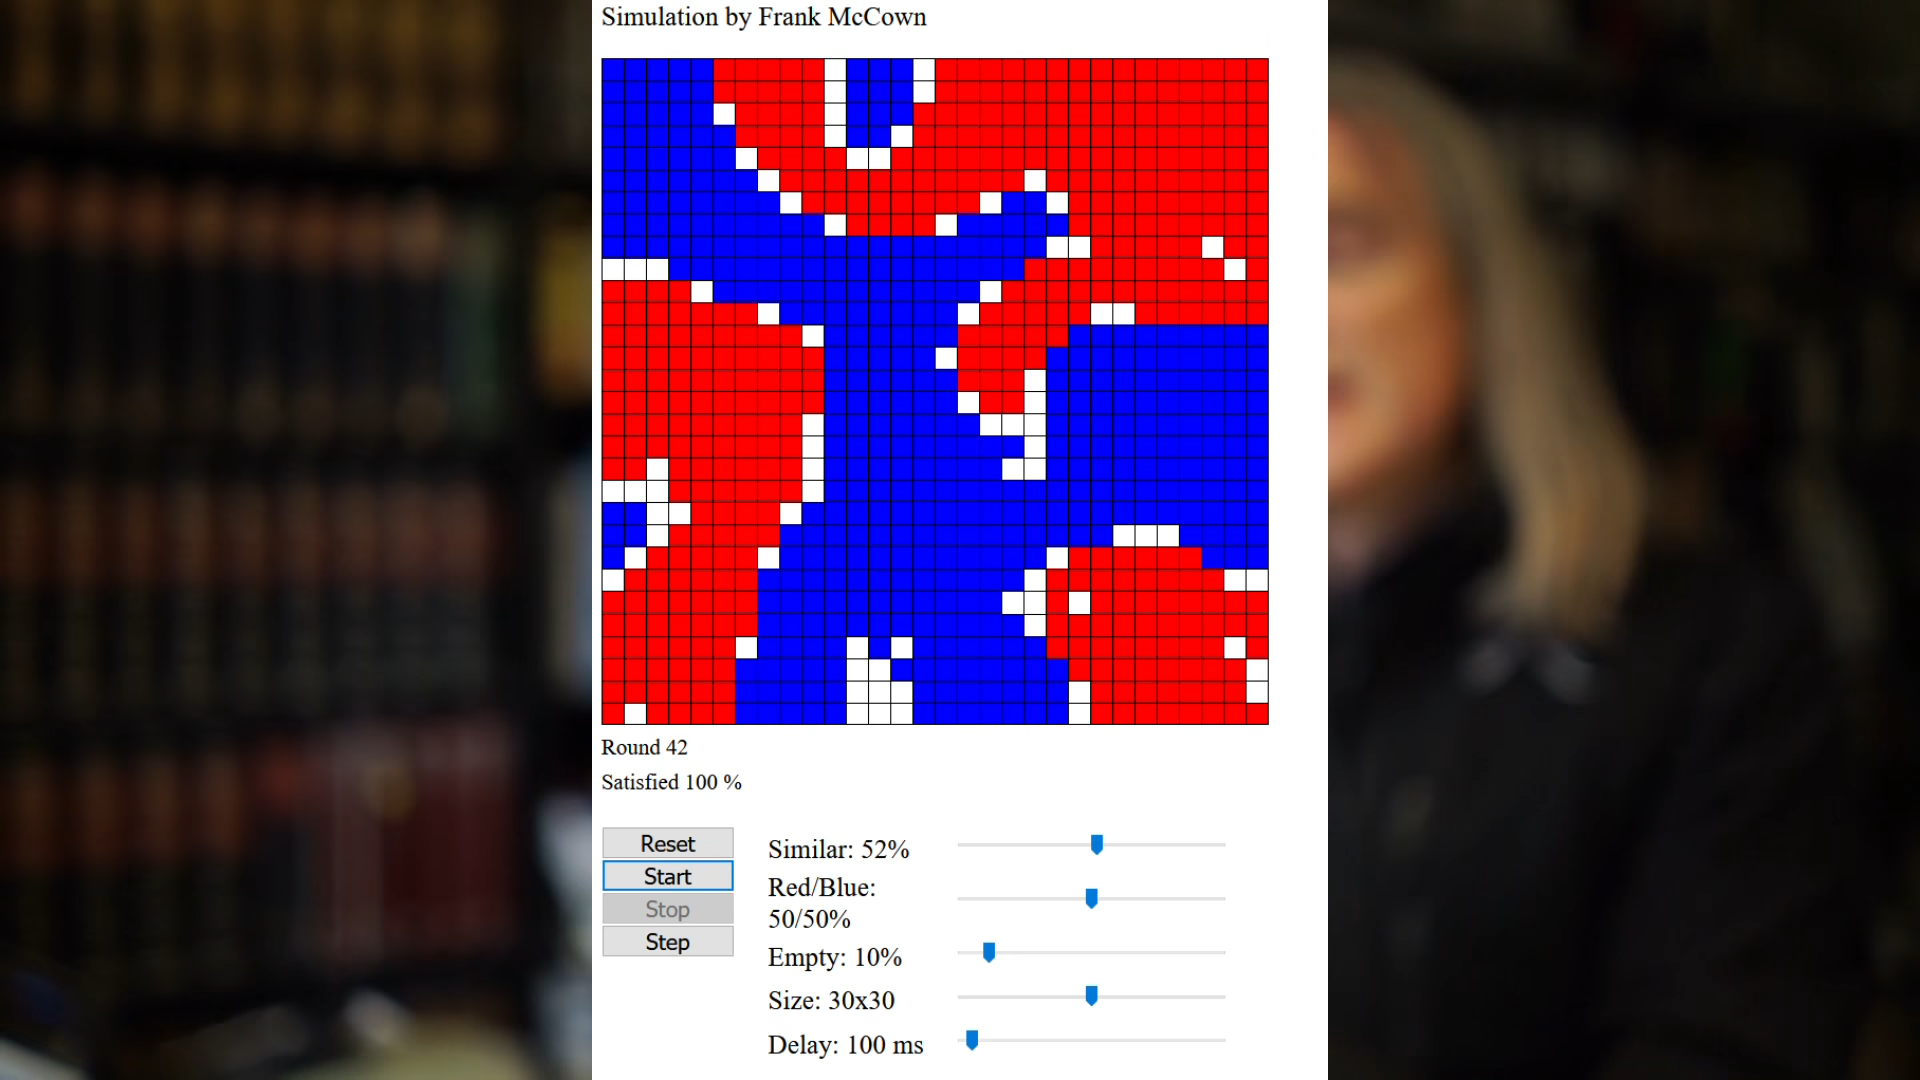 Simulation by Frank McCown
Round 42
Satisfied 100 %
Reset
Start
Stop
Step
Similar: 52%
Red/Blue:
50/50%
Empty: 10%
Size: 30x30
Delay: 100 ms